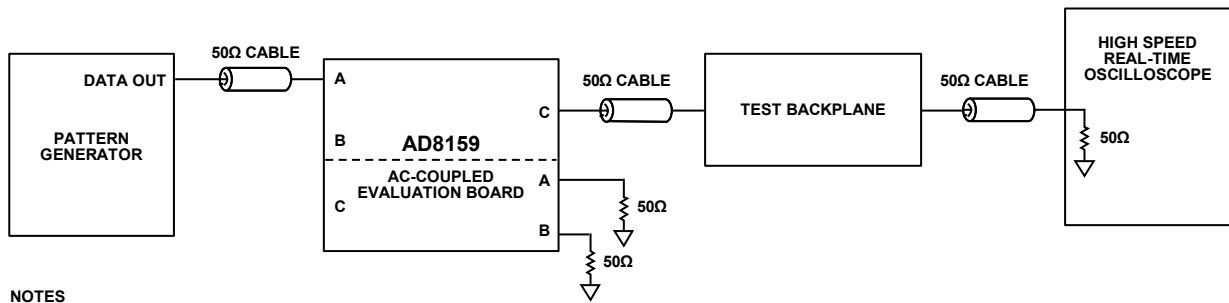 50Ω CABLE
DATA OUT
PATTERN
GENERATOR
A
B
C
AD8159
AC-COUPLED
EVALUATION BOARD
C
A
B
50Ω
50Ω
50Ω CABLE
TEST BACKPLANE
50Ω CABLE
HIGH SPEED
REAL-TIME
OSCILLOSCOPE
50Ω
NOTES